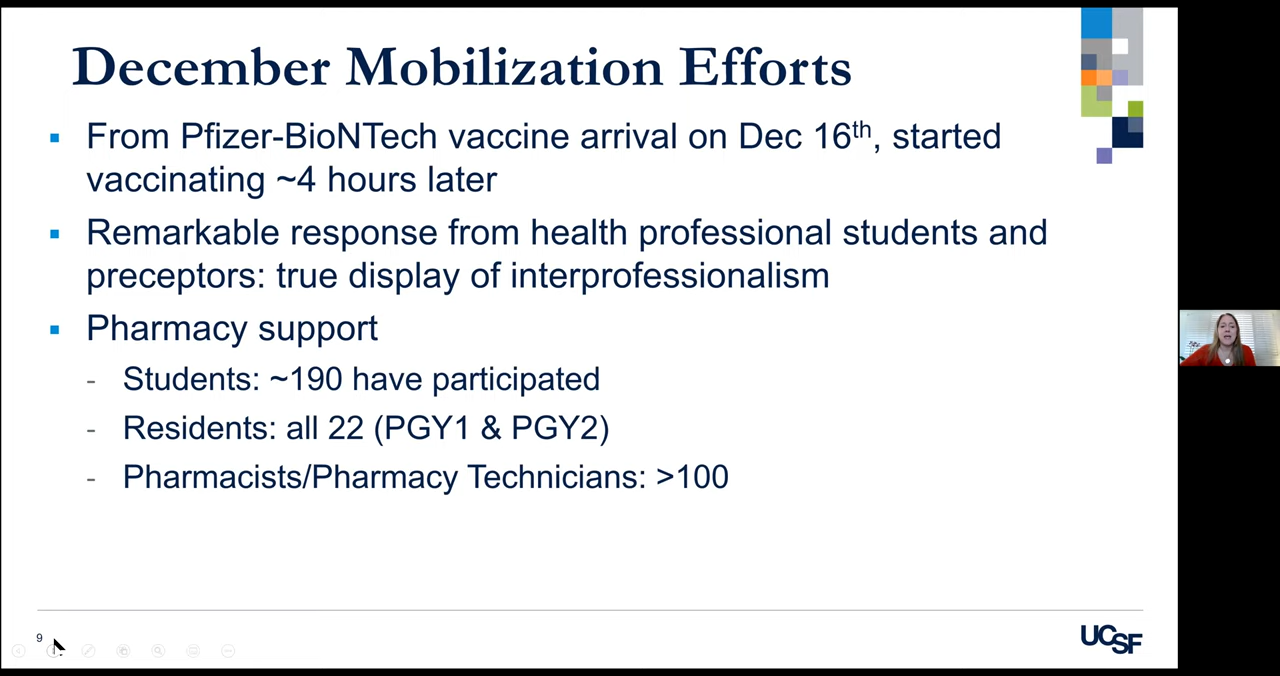 December Mobilization Efforts
▪ From Pfizer-BioNTech vaccine arrival on Dec 16th, started
vaccinating ~4 hours later
▪ Remarkable response from health professional students and
preceptors: true display of interprofessionalism
▪ Pharmacy support
- Students: ~190 have participated
- Residents: all 22 (PGY1 & PGY2)
- Pharmacists/Pharmacy Technicians: >100
9
UCSF